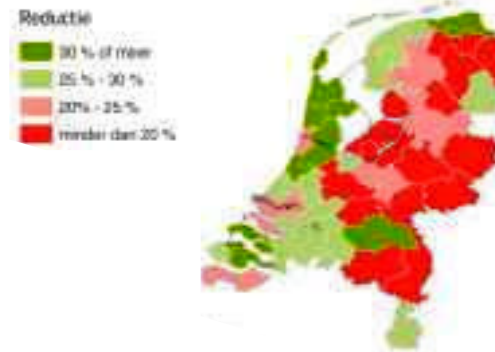 Reductie
30 % of meer
25 % - 30 %
20% - 25 %
minder dan 20 %